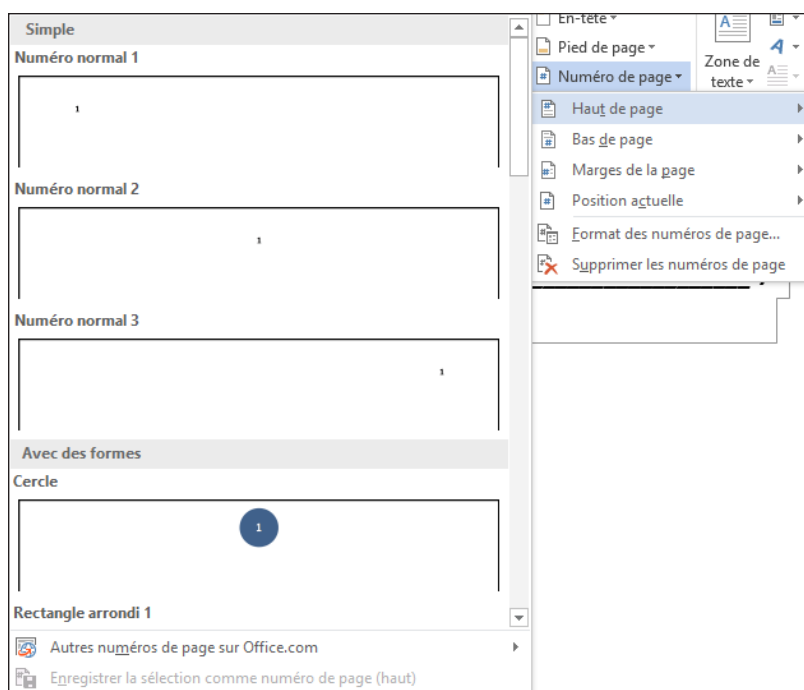 Simple
Numéro normal 1
1
Numéro normal 2
1
Numéro normal 3
1
Avec des formes
Cercle
1
Rectangle arrondi 1
Autres numéros de page sur Office.com
Enregistrer la sélection comme numéro de page (haut)
En-tête
Pied de page
Numéro de page
Zone de
texte
Haut de page
Bas de page
Marges de la page
Position actuelle
Format des numéros de page...
Supprimer les numéros de page